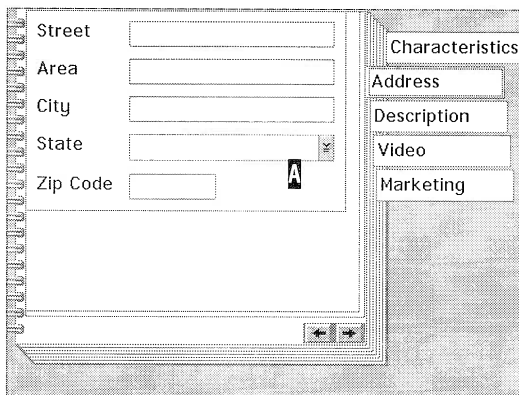 Street
Area
City
State
A
Zip Code
Characteristics
Address
Description
Video
Marketing